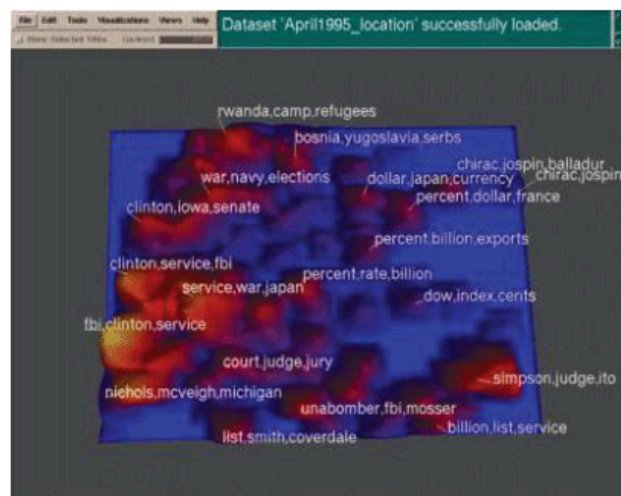 File Edit Tools Visualizations Views Help
Dataset 'April1995_location' successfully loaded.
rwanda,camp,refugees
bosnia,yugoslavia,serbs
chirac,jospin,balladur
war,navy,elections
dollar,japan,currency
chirac,jospin
clinton,iowa,senate
percent,dollar,france
percent.billion,exports
clinton,service,fbi
percent,rate,billion
service,war,japan
dow,index,cents
fbi,clinton,service
court,judge,jury
simpson,judge,ito
nichols,mcveigh,michigan
unabomber,fbi,mosser
billion,list,service
list,smith,coverdale